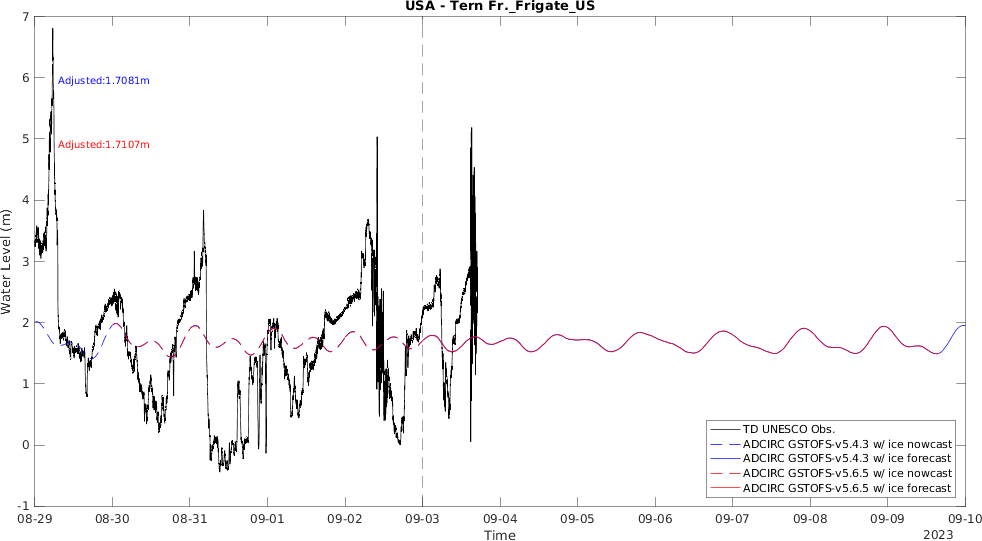 USA - Tern Fr._Frigate_US
7
6
5
4
3
2
1
0
-1
Water Level (m)
Adjusted:1.7081m
Adjusted:1.7107m
TD UNESCO Obs.
ADCIRC GSTOFS-v5.4.3 w/ ice nowcast
ADCIRC GSTOFS-v5.4.3 w/ ice forecast
ADCIRC GSTOFS-v5.6.5 w/ ice nowcast
ADCIRC GSTOFS-v5.6.5 w/ ice forecast
08-29 08-30 08-31 09-01 09-02 09-03 09-04 09-05 09-06 09-07 09-08 09-09 09-10
Time
2023